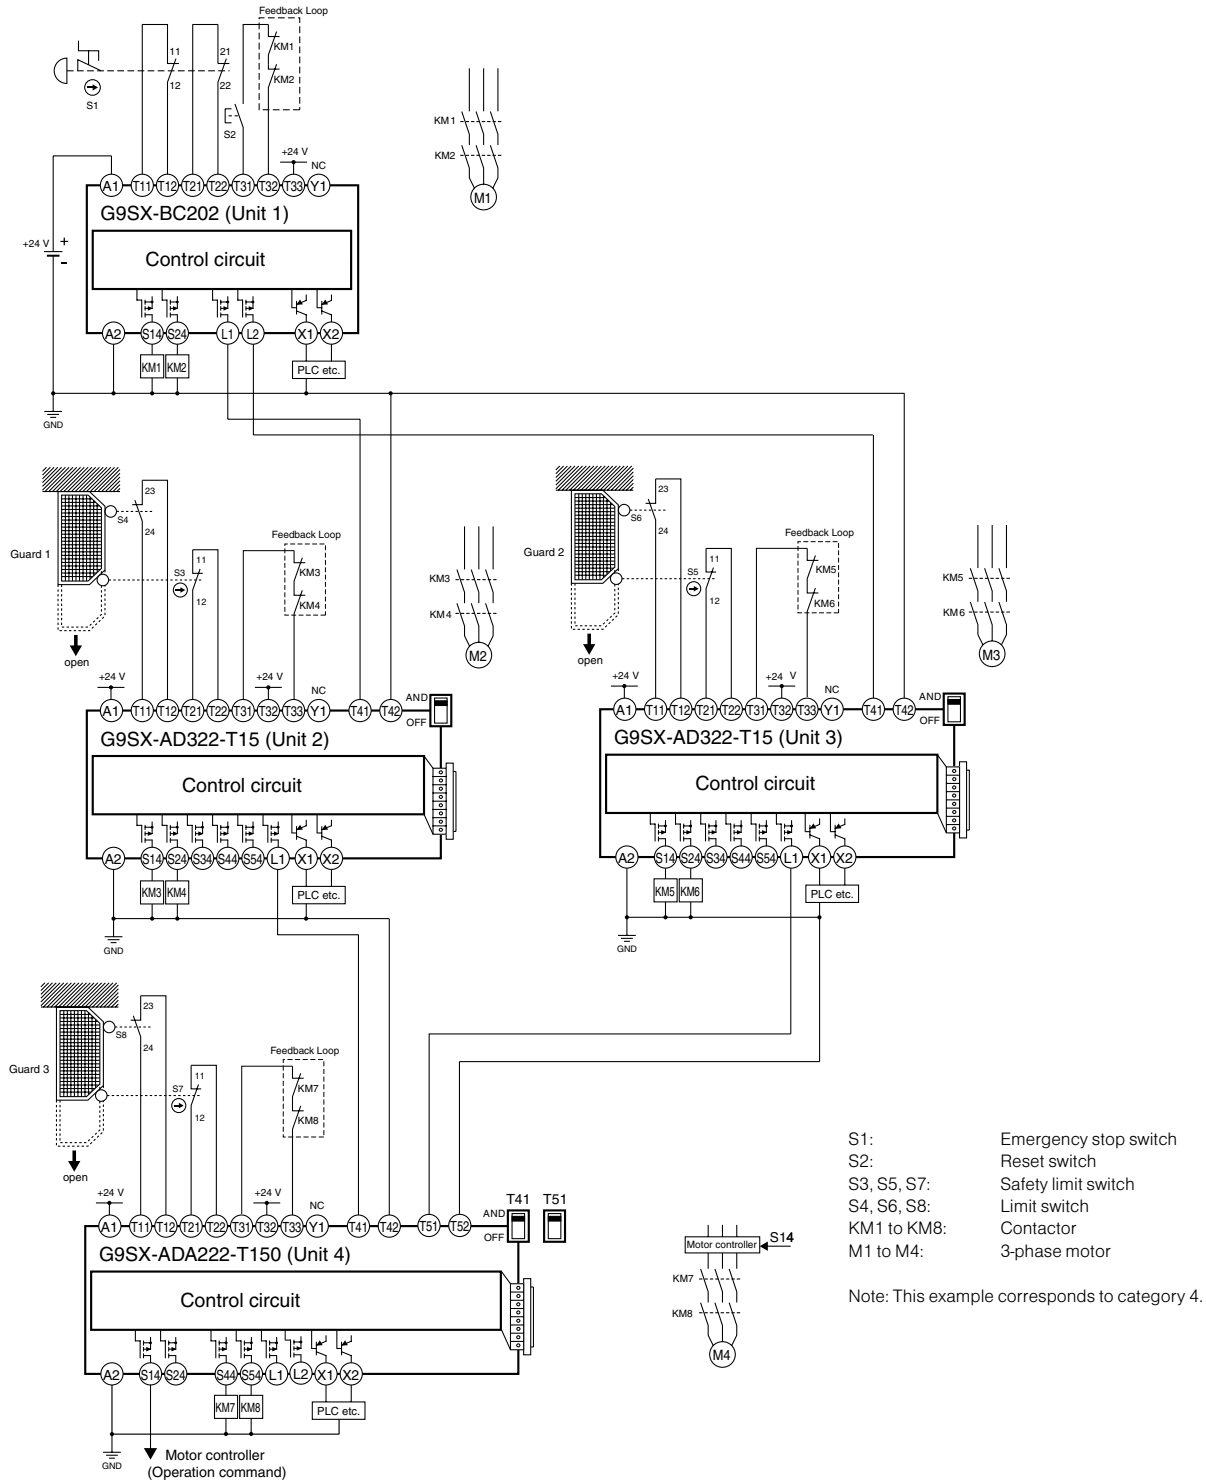 Feedback Loop
KM1
KM2
11
12
21
22
S1
S2
KM1
KM2
M1
+24 V
NC
A1 T11 T12 T21 T22 T31 T32 T33 Y1
G9SX-BC202 (Unit 1)
Control circuit
+24 V
+
-
A2 S14 S24 L1 L2 X1 X2
KM1 KM2
PLC etc.
GND
Guard 1
23
24
S4
S3
11
12
Feedback Loop
KM3
KM4
open
KM3
KM4
M2
+24 V
+24 V
NC
A1 T11 T12 T21 T22 T31 T32 T33 Y1 T41 T42
AND
OFF
G9SX-AD322-T15 (Unit 2)
Control circuit
A2 S14 S24 S34 S44 S54 L1 X1 X2
KM3 KM4
PLC etc.
GND
Guard 2
23
24
S6
S5
11
12
Feedback Loop
KM5
KM6
open
KM5
KM6
M3
+24 V
+24 V
NC
A1 T11 T12 T21 T22 T31 T32 T33 Y1 T41 T42
AND
OFF
G9SX-AD322-T15 (Unit 3)
Control circuit
A2 S14 S24 S34 S44 S54 L1 X1 X2
KM5 KM6
PLC etc.
GND
Guard 3
23
24
S8
S7
11
12
Feedback Loop
KM7
KM8
open
+24 V
+24 V
NC
A1 T11 T12 T21 T22 T31 T32 T33 Y1 T41 T42 T51 T52
T41 T51
AND
OFF
G9SX-ADA222-T150 (Unit 4)
Control circuit
A2 S14 S24 S44 S54 L1 L2 X1 X2
KM7 KM8
PLC etc.
GND
Motor controller
(Operation command)
Motor controller
S14
KM7
KM8
M4
S1: Emergency stop switch
S2: Reset switch
S3, S5, S7: Safety limit switch
S4, S6, S8: Limit switch
KM1 to KM8: Contactor
M1 to M4: 3-phase motor
Note: This example corresponds to category 4.